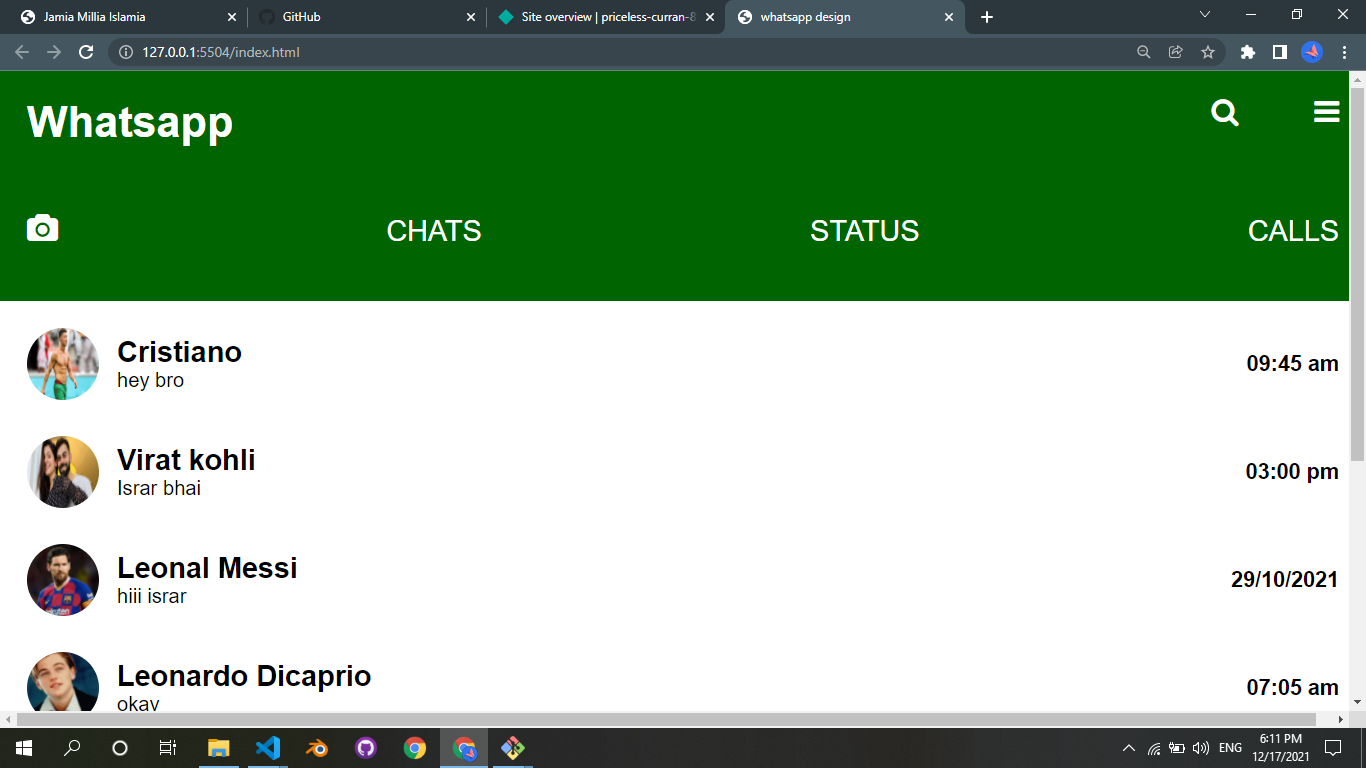 Jamia Millia Islamia
GitHub
Site overview | priceless-curran-8
whatsapp design
127.0.0.1:5504/index.html
Whatsapp
CHATS STATUS CALLS
Cristiano
hey bro
09:45 am
Virat kohli
Israr bhai
03:00 pm
Leonal Messi
hiii israr
29/10/2021
Leonardo Dicaprio
okay
07:05 am
ENG
6:11 PM
12/17/2021